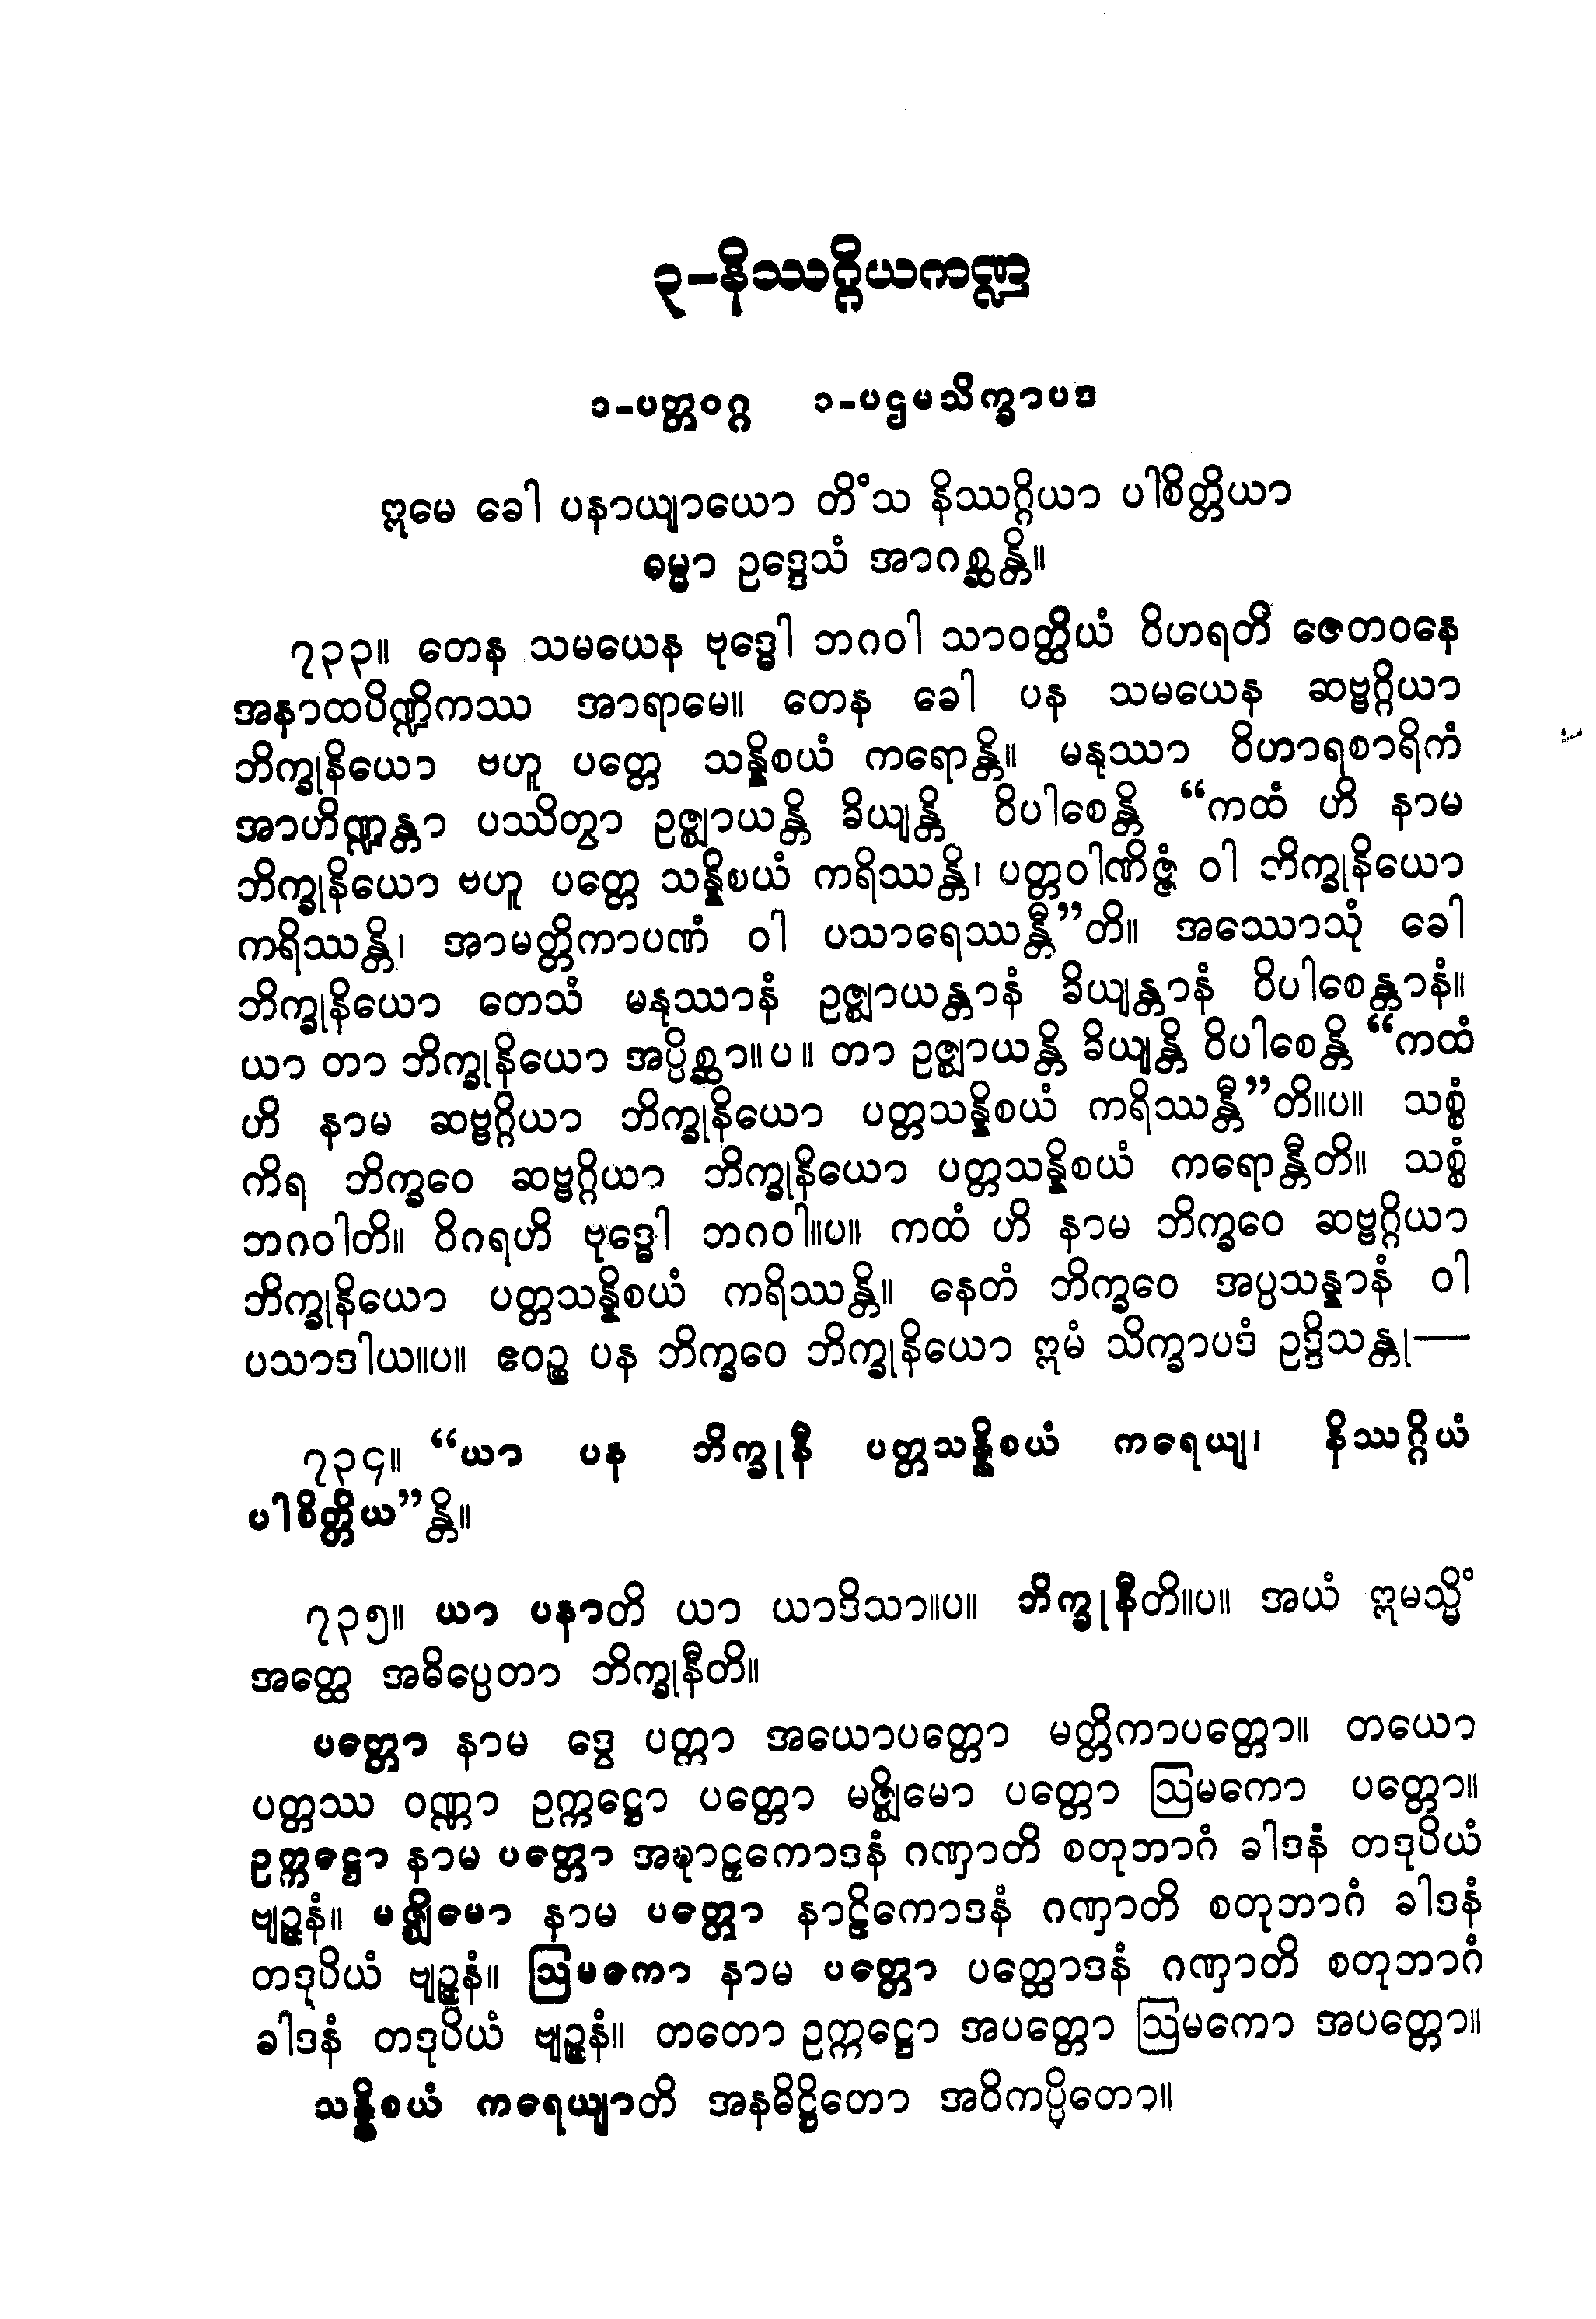 ၃-နိဿဂ္ဂိယကဏ္ဍ
၁-ပတ္တဝဂ္ဂ ၁-ပဌမသိက္ခာပဒ
ဣမေ ခေါ ပနာယျာယော တိံသ နိဿဂ္ဂိယာ ပါစိတ္တိယာ
ဓမ္မာ ဥဒ္ဒေသံ အာဂစ္ဆန္တိ။
၇၃၃။ တေန သမယေန ဗုဒ္ဓေါ ဘဂဝါ သာဝတ္ထိယံ ဝိဟရတိ ဇေတဝနေ
အနာထပိဏ္ဍိကဿ အာရာမေ။ တေန ခေါ ပန သမယေန ဆဗ္ဗဂ္ဂိယာ
ဘိက္ခုနိယော ဗဟူ ပတ္တေ သန္နိစယံ ကရောန္တိ။ မနုဿာ ဝိဟာရစာရိကံ
အာဟိဏ္ဍန္တာ ပဿိတွာ ဥဇ္ဈာယန္တိ ခိယျန္တိ ဝိပါစေန္တိ “ကထံ ဟိ နာမ
ဘိက္ခုနိယော ဗဟူ ပတ္တေ သန္နိစယံ ကရိဿန္တိ၊ ပတ္တဝါဏိဇ္ဇံ ဝါ ဘိက္ခုနိယော
ကရိဿန္တိ၊ အာမတ္တိကာပဏံ ဝါ ပသာရေဿန္တီ”တိ။ အဿောသုံ ခေါ
ဘိက္ခုနိယော တေသံ မနုဿာနံ ဥဇ္ဈာယန္တာနံ ခိယျန္တာနံ ဝိပါစေန္တာနံ။
ယာ တာ ဘိက္ခုနိယော အပ္ပိစ္ဆာ။ပ။ တာ ဥဇ္ဈာယန္တိ ခိယျန္တိ ဝိပါစေန္တိ “ကထံ
ဟိ နာမ ဆဗ္ဗဂ္ဂိယာ ဘိက္ခုနိယော ပတ္တသန္နိစယံ ကရိဿန္တီ”တိ။ပ။ သစ္စံ
ကိရ ဘိက္ခဝေ ဆဗ္ဗဂ္ဂိယာ ဘိက္ခုနိယော ပတ္တသန္နိစယံ ကရောန္တီတိ။ သစ္စံ
ဘဂဝါတိ။ ဝိဂရဟိ ဗုဒ္ဓေါ ဘဂဝါ။ပ။ ကထံ ဟိ နာမ ဘိက္ခဝေ ဆဗ္ဗဂ္ဂိယာ
ဘိက္ခုနိယော ပတ္တသန္နိစယံ ကရိဿန္တိ။ နေတံ ဘိက္ခဝေ အပ္ပသန္နာနံ ဝါ
ပသာဒါယ။ပ။ ဧဝဉ္စ ပန ဘိက္ခဝေ ဘိက္ခုနိယော ဣမံ သိက္ခာပဒံ ဥဒ္ဒိသန္တု—
၇၃၄။ “ယာ ပန ဘိက္ခုနီ ပတ္တသန္နိစယံ ကရေယျ၊ နိဿဂ္ဂိယံ
ပါစိတ္တိယ”န္တိ။
၇၃၅။ ယာ ပနာတိ ယာ ယာဒိသာ။ပ။ ဘိက္ခုနီတိ။ပ။ အယံ ဣမသ္မိံ
အတ္ထေ အဓိပ္ပေတာ ဘိက္ခုနီတိ။
ပတ္တော နာမ ဒွေ ပတ္တာ အယောပတ္တော မတ္တိကာပတ္တော။ တယော
ပတ္တဿ ဝဏ္ဏာ ဥက္ကဋ္ဌော ပတ္တော မဇ္ဈိမော ပတ္တော ဩမကော ပတ္တော။
ဥက္ကဋ္ဌော နာမ ပတ္တော အဍ္ဎာဠှကောဒနံ ဂဏှာတိ စတုဘာဂံ ခါဒနံ တဒုပိယံ
ဗျဉ္ဇနံ။ မဇ္ဈိမော နာမ ပတ္တော နာဠိကောဒနံ ဂဏှာတိ စတုဘာဂံ ခါဒနံ
တဒုပိယံ ဗျဉ္ဇနံ။ ဩမကော နာမ ပတ္တော ပတ္ထောဒနံ ဂဏှာတိ စတုဘာဂံ
ခါဒနံ တဒုပိယံ ဗျဉ္ဇနံ။ တတော ဥက္ကဋ္ဌော အပတ္တော ဩမကော အပတ္တော။
သန္နိစယံ ကရေယျာတိ အနဓိဋ္ဌိတော အဝိကပ္ပိတော။